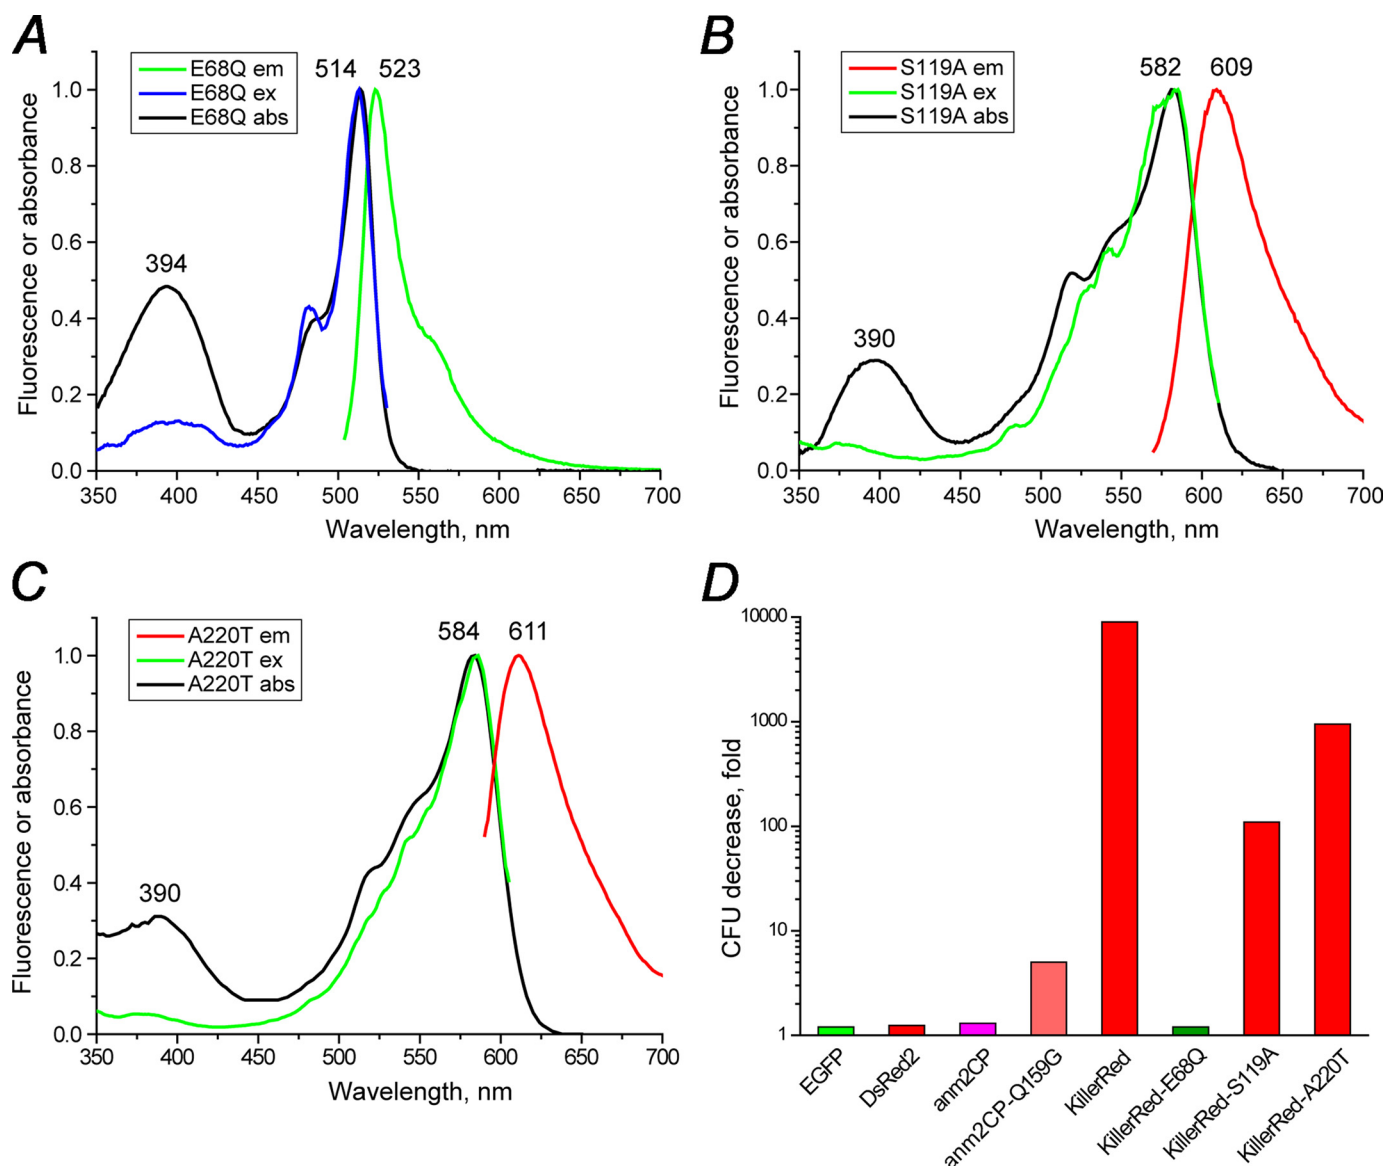 A
E68Q em
E68Q ex
E68Q abs
514 523
394
Fluorescence or absorbance
1.0
0.8
0.6
0.4
0.2
0.0
350 400 450 500 550 600 650 700
Wavelength, nm
B
S119A em
S119A ex
S119A abs
582 609
390
Fluorescence or absorbance
1.0
0.8
0.6
0.4
0.2
0.0
350 400 450 500 550 600 650 700
Wavelength, nm
C
A220T em
A220T ex
A220T abs
584 611
390
Fluorescence or absorbance
1.0
0.8
0.6
0.4
0.2
0.0
350 400 450 500 550 600 650 700
Wavelength, nm
D
CFU decrease, fold
10000
1000
100
10
1
EGFP
DsRed2
anm2CP
anm2CP-Q159G
KillerRed
KillerRed-E68Q
KillerRed-S119A
KillerRed-A220T